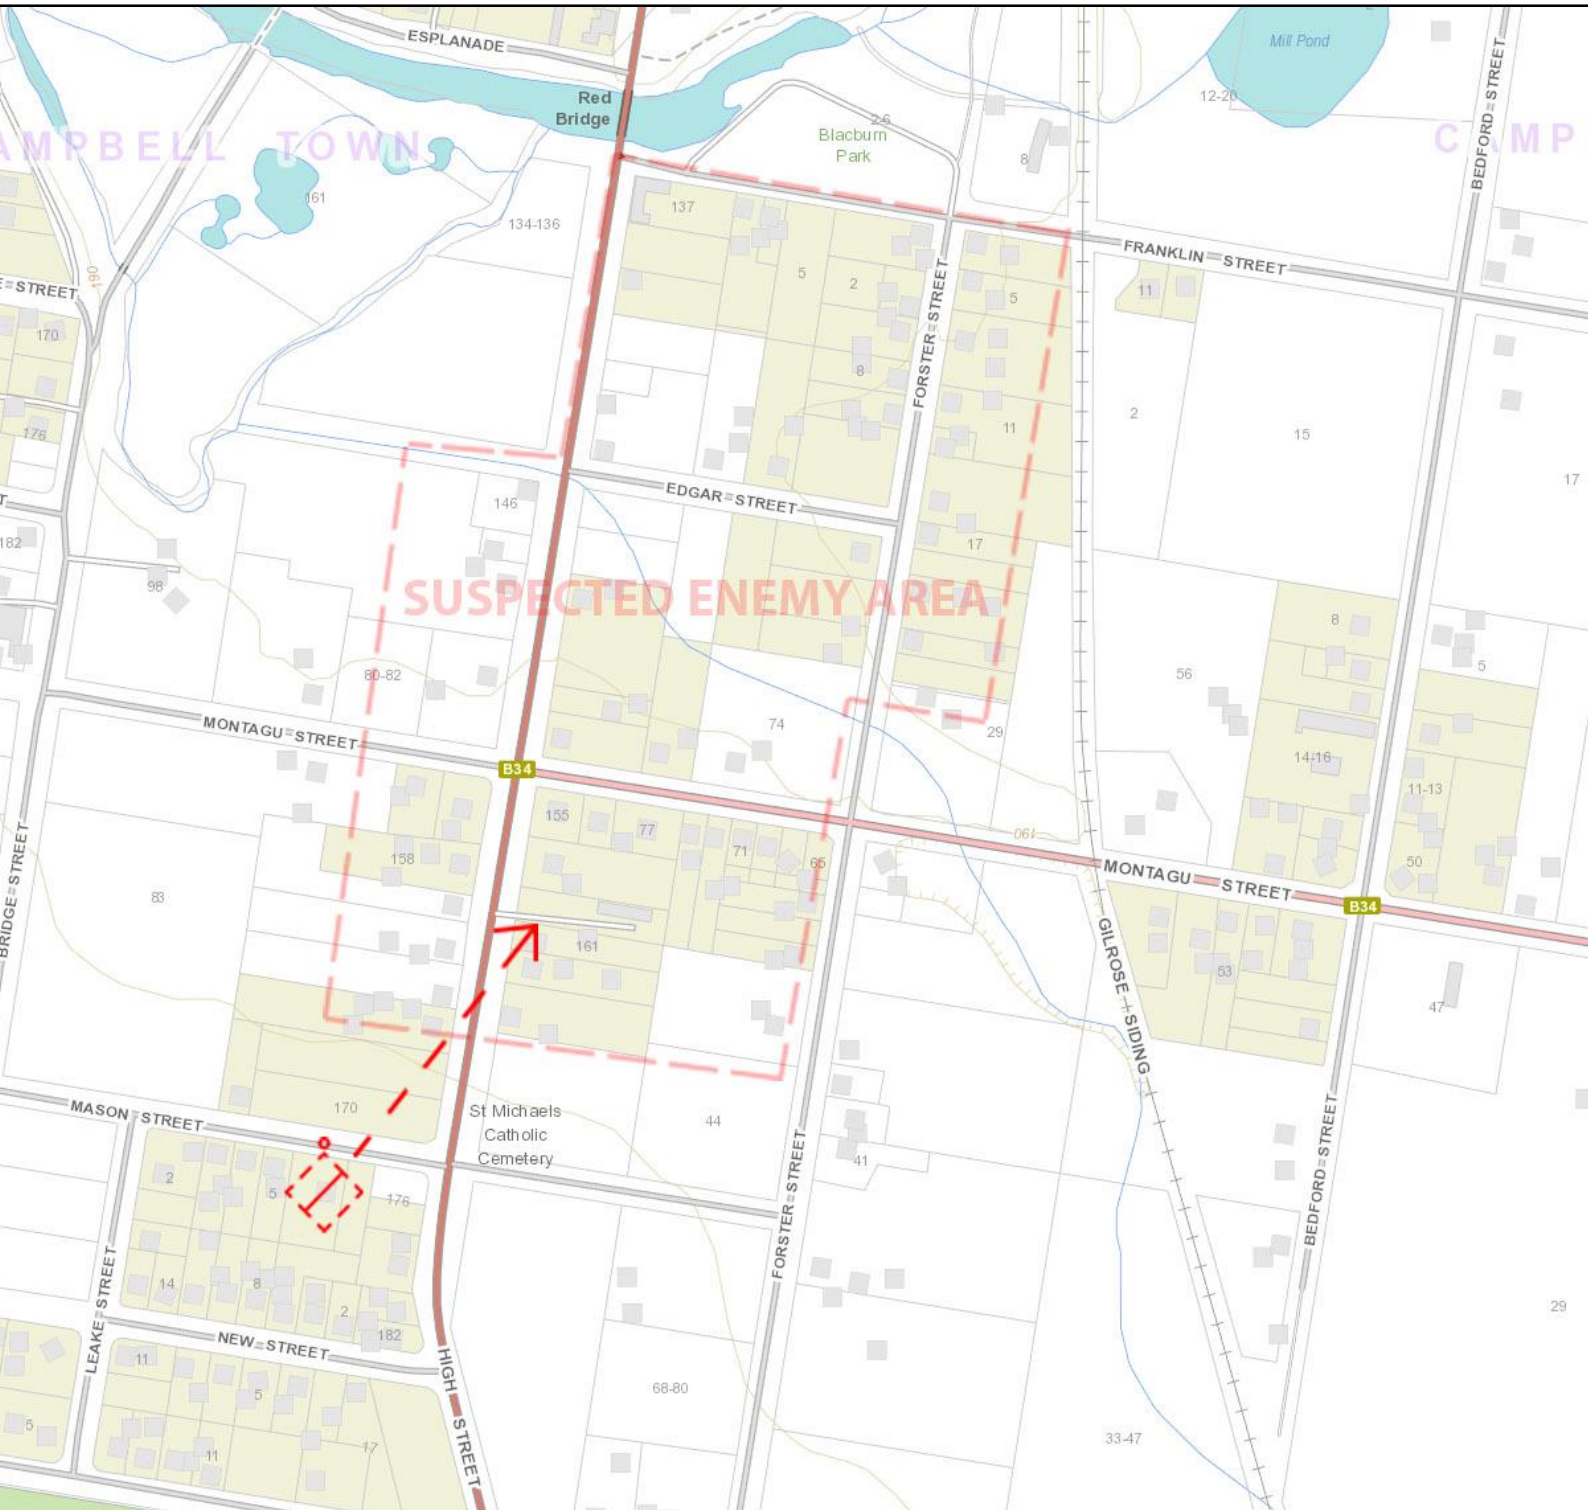 ESPLANADE
Red
Bridge
Mill Pond
12-20
2-6
Blacburn
Park
8
BEDFORD STREET
AMPBELL TOWN
161
134-136
137
C MP
FRANKLIN STREET
490
E STREET
170
5
2
5
11
FORSTER STREET
8
11
2
15
176
17
146
EDGAR STREET
17
182
98
SUSPECTED ENEMY AREA
8
80-82
56
5
MONTAGU STREET
74
29
B34
14-16
11-13
155
77
71
65
190
158
MONTAGU STREET
50
B34
83
BRIDGE STREET
161
GILROSE SIDING
53
47
MASON STREET
170
St Michaels
Catholic
Cemetery
44
41
2
5
176
FORSTER STREET
BEDFORD STREET
14
8
2
182
LEAKE STREET
NEW STREET
29
11
5
HIGH STREET
68-80
5
11
17
33-47